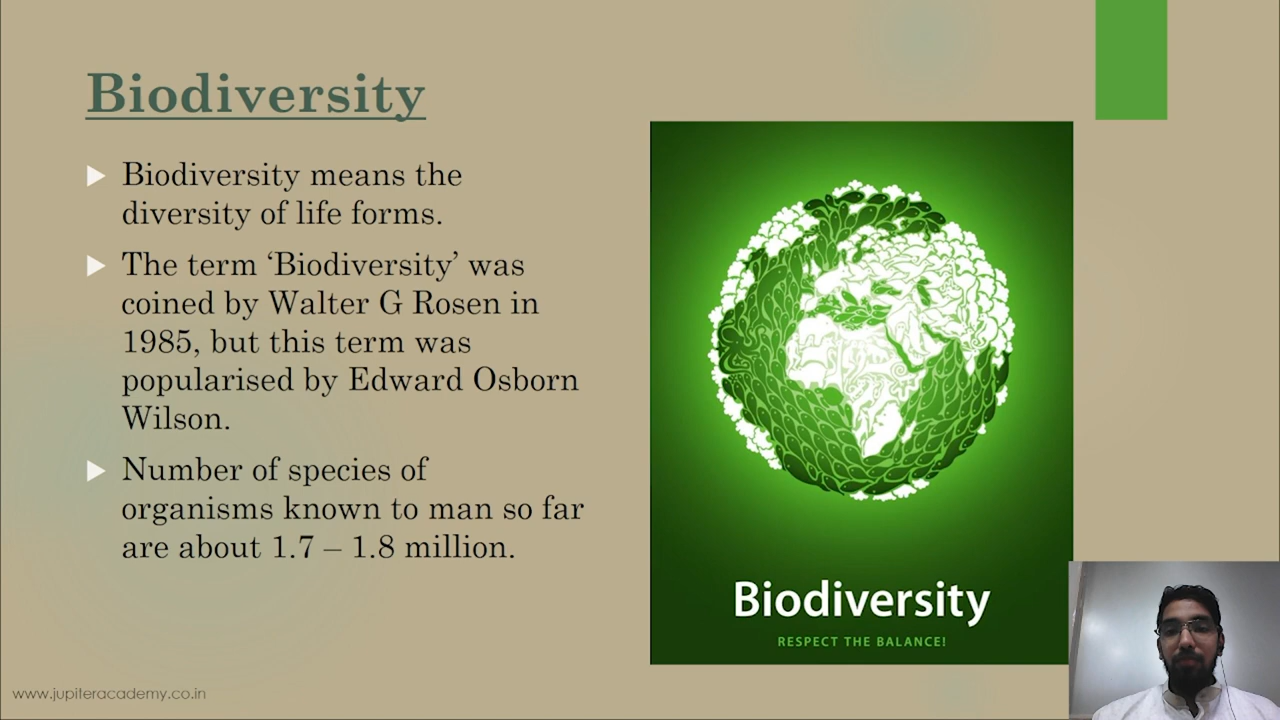 Biodiversity
Biodiversity means the
diversity of life forms.
The term ‘Biodiversity’ was
coined by Walter G Rosen in
1985, but this term was
popularised by Edward Osborn
Wilson.
Number of species of
organisms known to man so far
are about 1.7 – 1.8 million.
Biodiversity
RESPECT THE BALANCE!
www.jupiteracademy.co.in